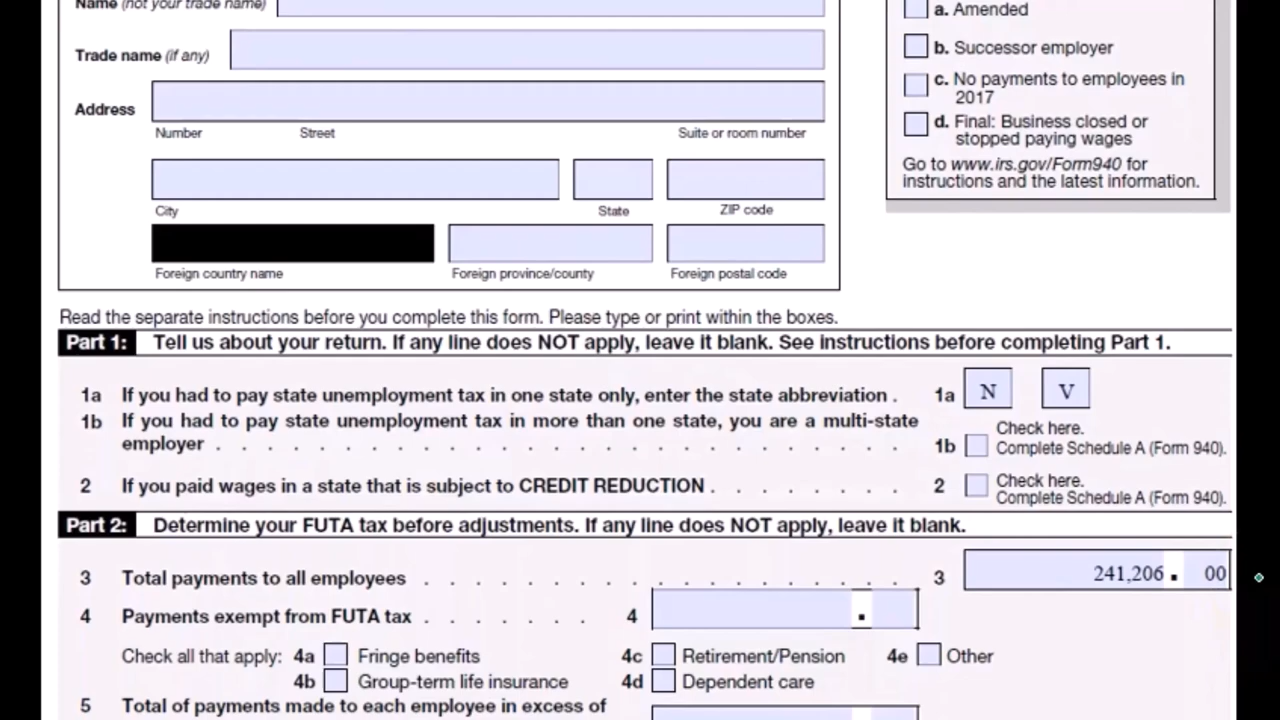 Name (not your trade name)
a. Amended
Trade name (if any)
b. Successor employer
c. No payments to employees in
2017
Address
d. Final: Business closed or
stopped paying wages
Number Street Suite or room number
Go to www.irs.gov/Form940 for
instructions and the latest information.
City State ZIP code
Foreign country name Foreign province/county Foreign postal code
Read the separate instructions before you complete this form. Please type or print within the boxes.
Part 1: Tell us about your return. If any line does NOT apply, leave it blank. See instructions before completing Part 1.
1a If you had to pay state unemployment tax in one state only, enter the state abbreviation . 1a N V
1b If you had to pay state unemployment tax in more than one state, you are a multi-state
employer . . . . . . . . . . . . . . . . . . . . . . . . . . 1b Check here.
Complete Schedule A (Form 940).
2 If you paid wages in a state that is subject to CREDIT REDUCTION . . . . . . . 2 Check here.
Complete Schedule A (Form 940).
Part 2: Determine your FUTA tax before adjustments. If any line does NOT apply, leave it blank.
3 Total payments to all employees . . . . . . . . . . . . . . . . . . 3 241,206 . 00
4 Payments exempt from FUTA tax . . . . . . . 4 .
Check all that apply: 4a Fringe benefits 4c Retirement/Pension 4e Other
4b Group-term life insurance 4d Dependent care
5 Total of payments made to each employee in excess of